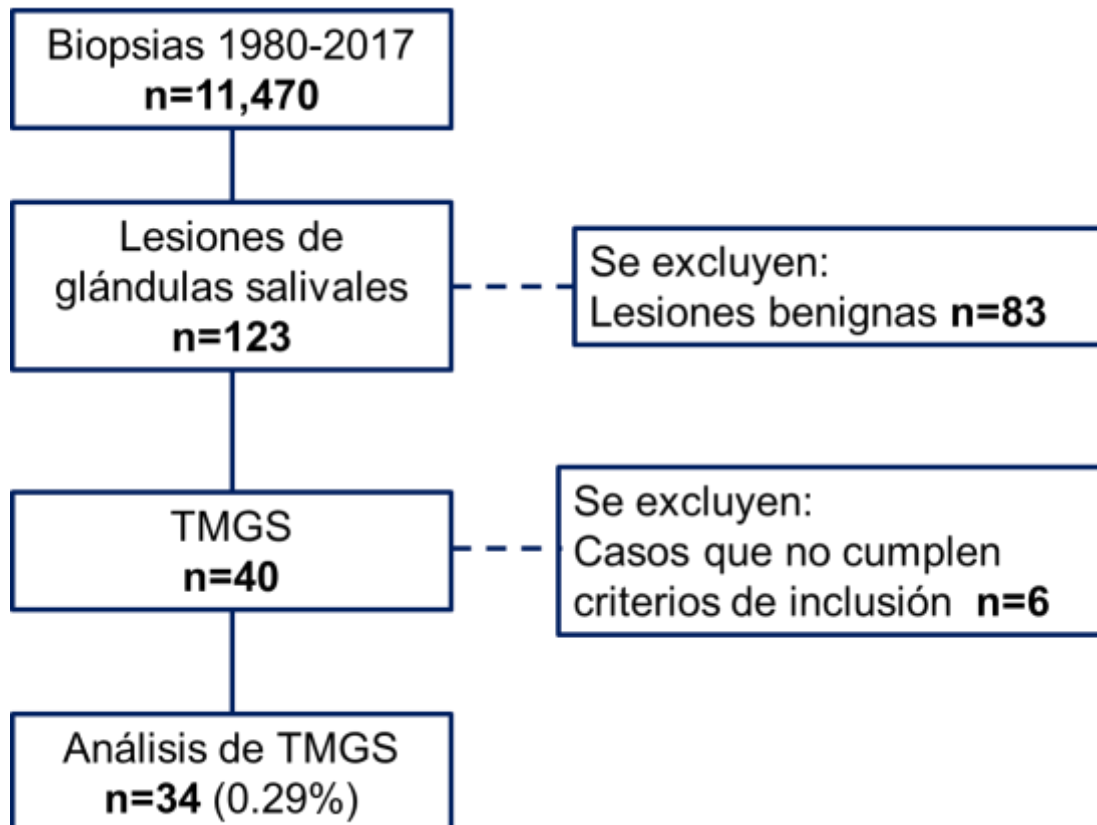 Biopsias 1980-2017
n=11,470
Lesiones de
glándulas salivales
n=123
Se excluyen:
Lesiones benignas n=83
TMGS
n=40
Se excluyen:
Casos que no cumplen
criterios de inclusión n=6
Análisis de TMGS
n=34 (0.29%)